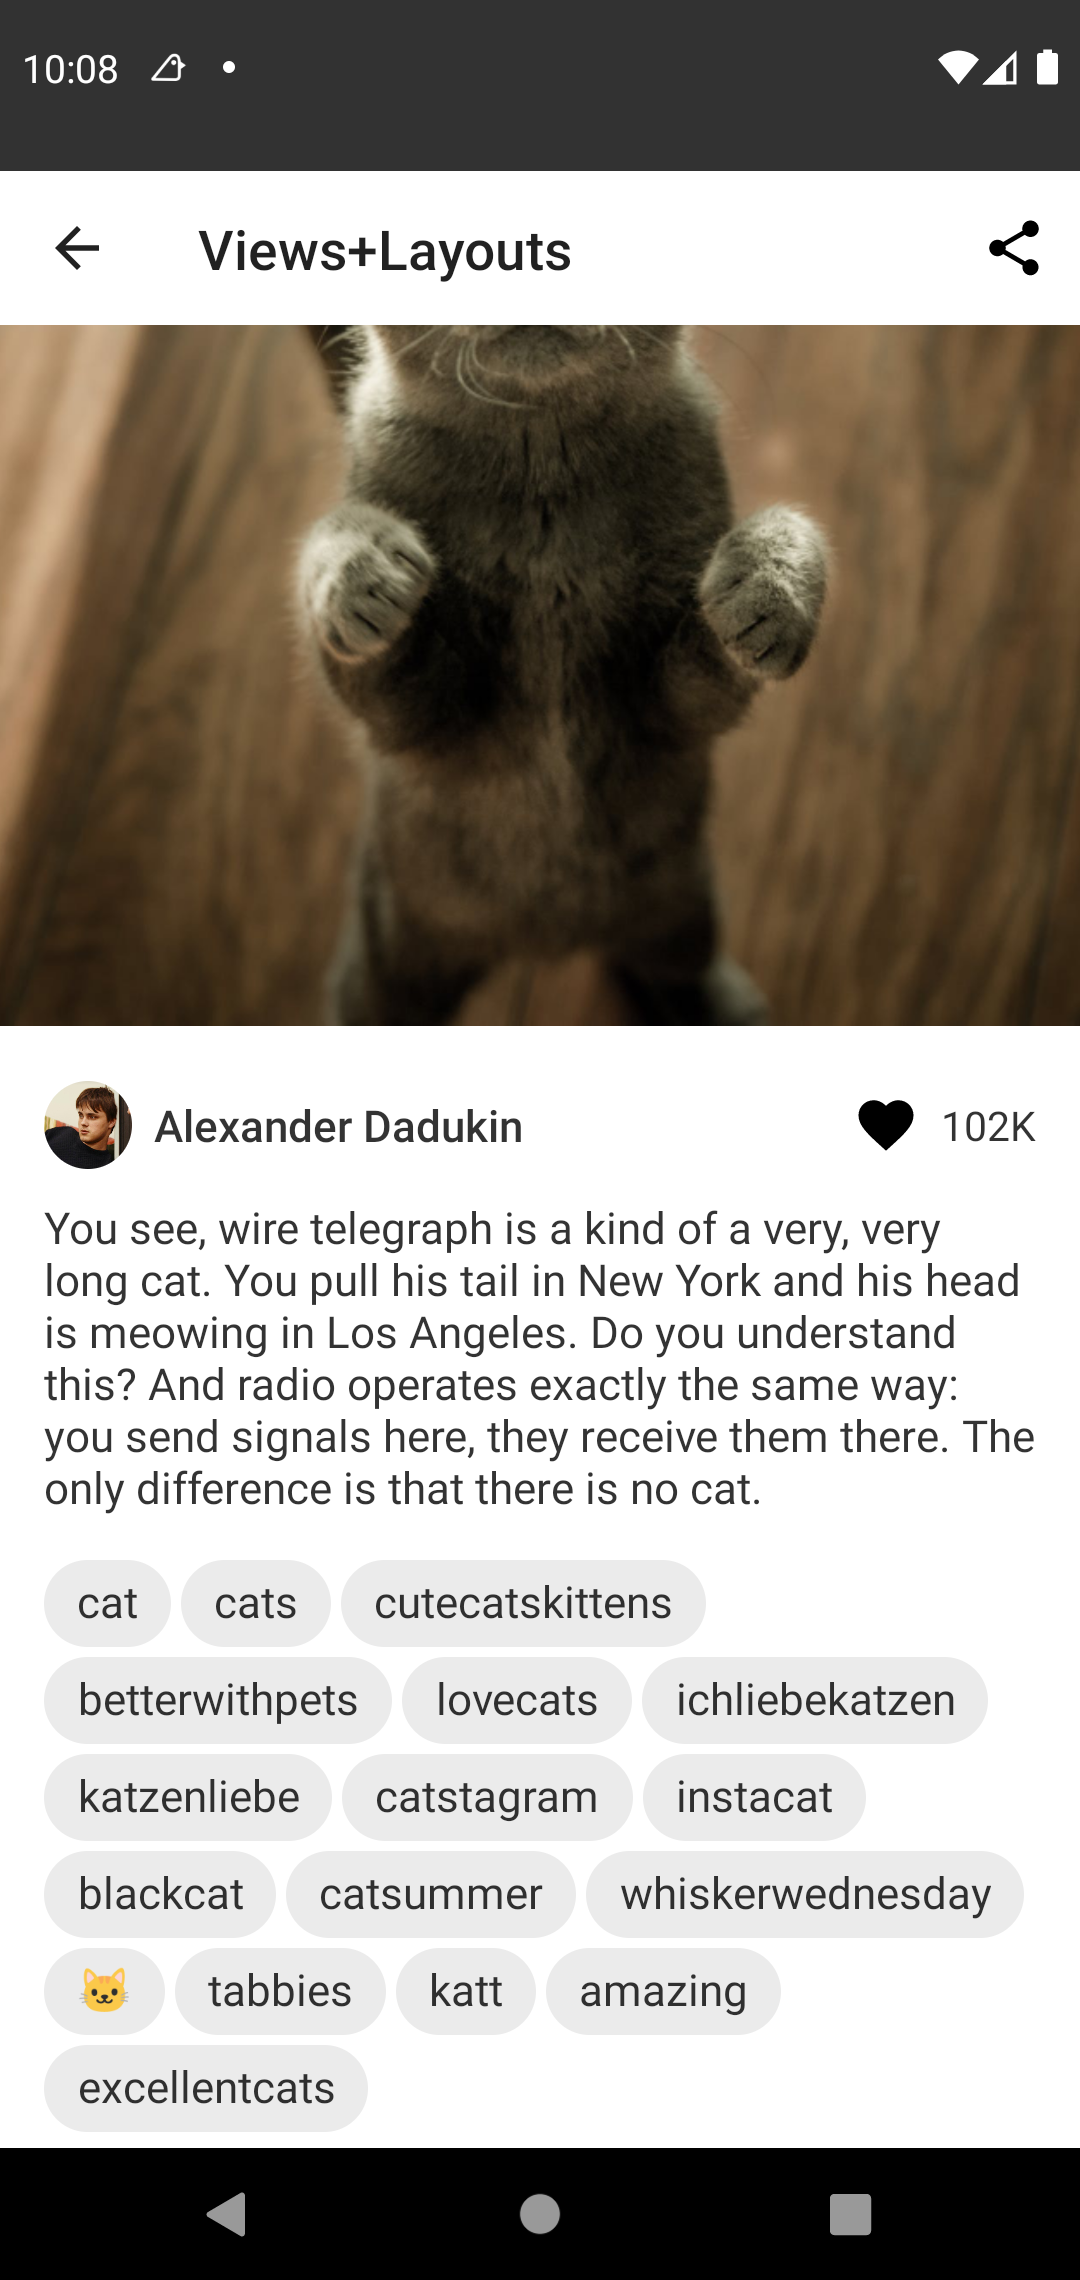 10:08
Views+Layouts
Alexander Dadukin
102K
You see, wire telegraph is a kind of a very, very
long cat. You pull his tail in New York and his head
is meowing in Los Angeles. Do you understand
this? And radio operates exactly the same way:
you send signals here, they receive them there. The
only difference is that there is no cat.
cat cats cutecatskittens
betterwithpets lovecats ichliebekatzen
katzenliebe catstagram instacat
blackcat catsummer whiskerwednesday
🐱 tabbies katt amazing
excellentcats